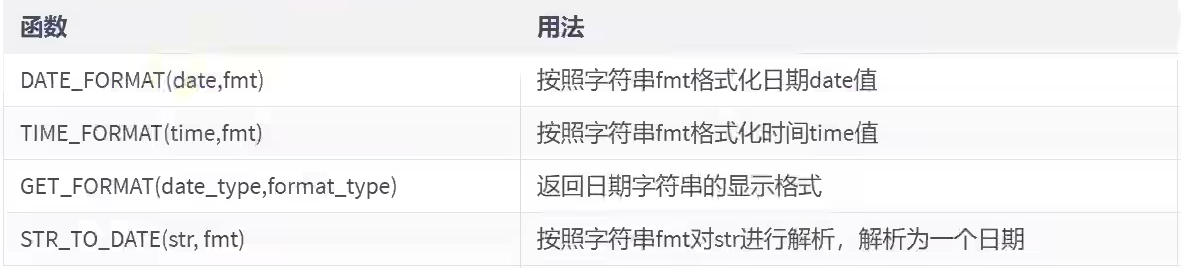 函数 用法
DATE_FORMAT(date,fmt) 按照字符串fmt格式化日期date值
TIME_FORMAT(time,fmt) 按照字符串fmt格式化时间time值
GET_FORMAT(date_type,format_type) 返回日期字符串的显示格式
STR_TO_DATE(str, fmt) 按照字符串fmt对str进行解析，解析为一个日期